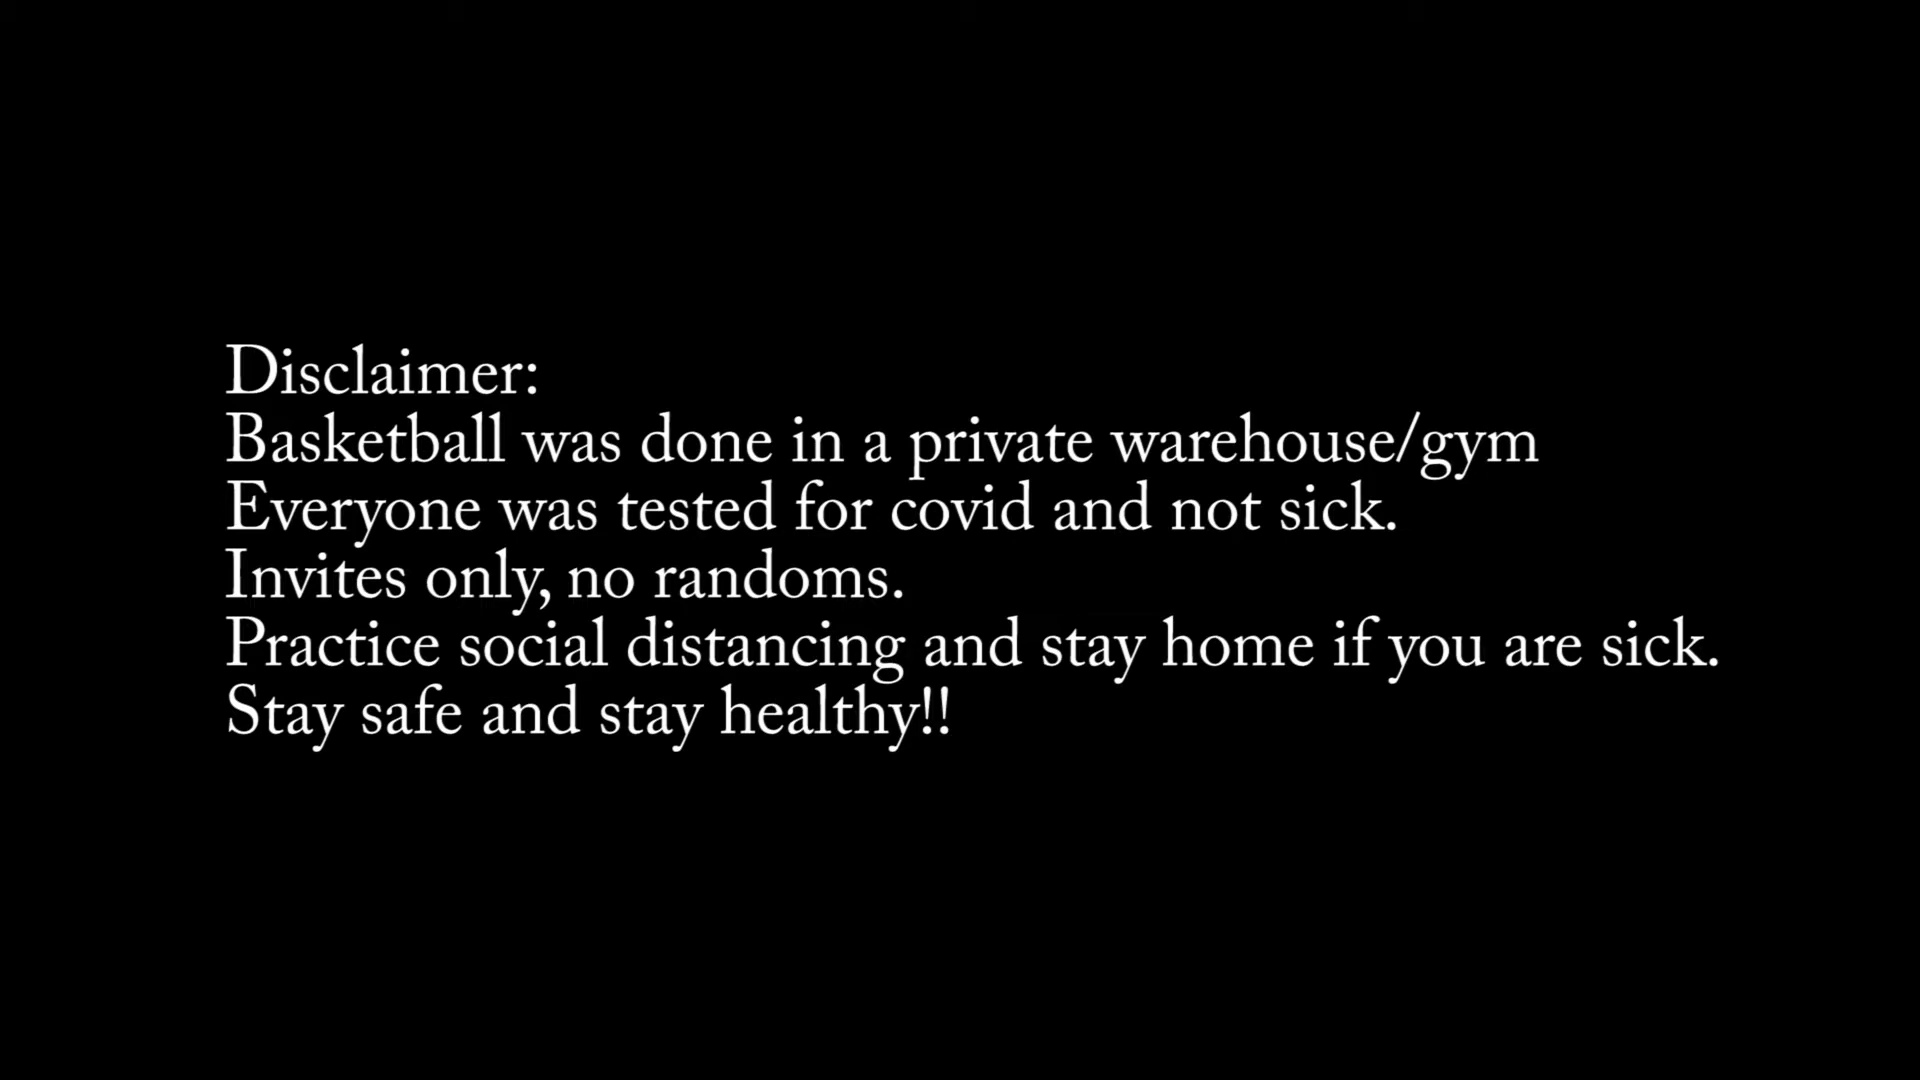 Disclaimer:
Basketball was done in a private warehouse/gym
Everyone was tested for covid and not sick.
Invites only, no randoms.
Practice social distancing and stay home if you are sick.
Stay safe and stay healthy!!